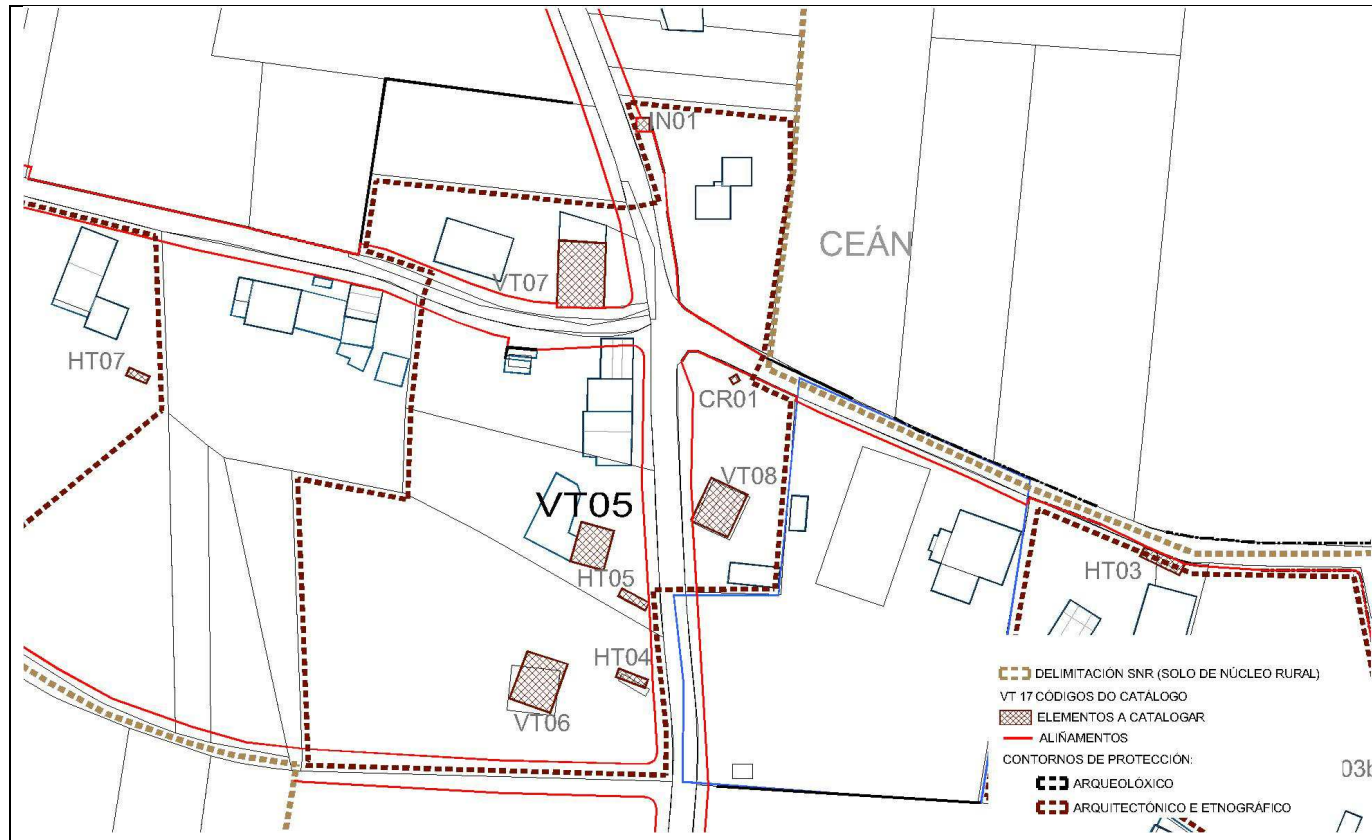 IN01
CEÁN
VT07
HT07
CR01
VT08
VT05
HT05
HT03
HT04
VT06
DELIMITACIÓN SNR (SOLO DE NÚCLEO RURAL)
VT 17 CÓDIGOS DO CATÁLOGO
ELEMENTOS A CATALOGAR
ALIÑAMENTOS
CONTORNOS DE PROTECCIÓN:
ARQUEOLÓXICO
ARQUITECTÓNICO E ETNOGRÁFICO